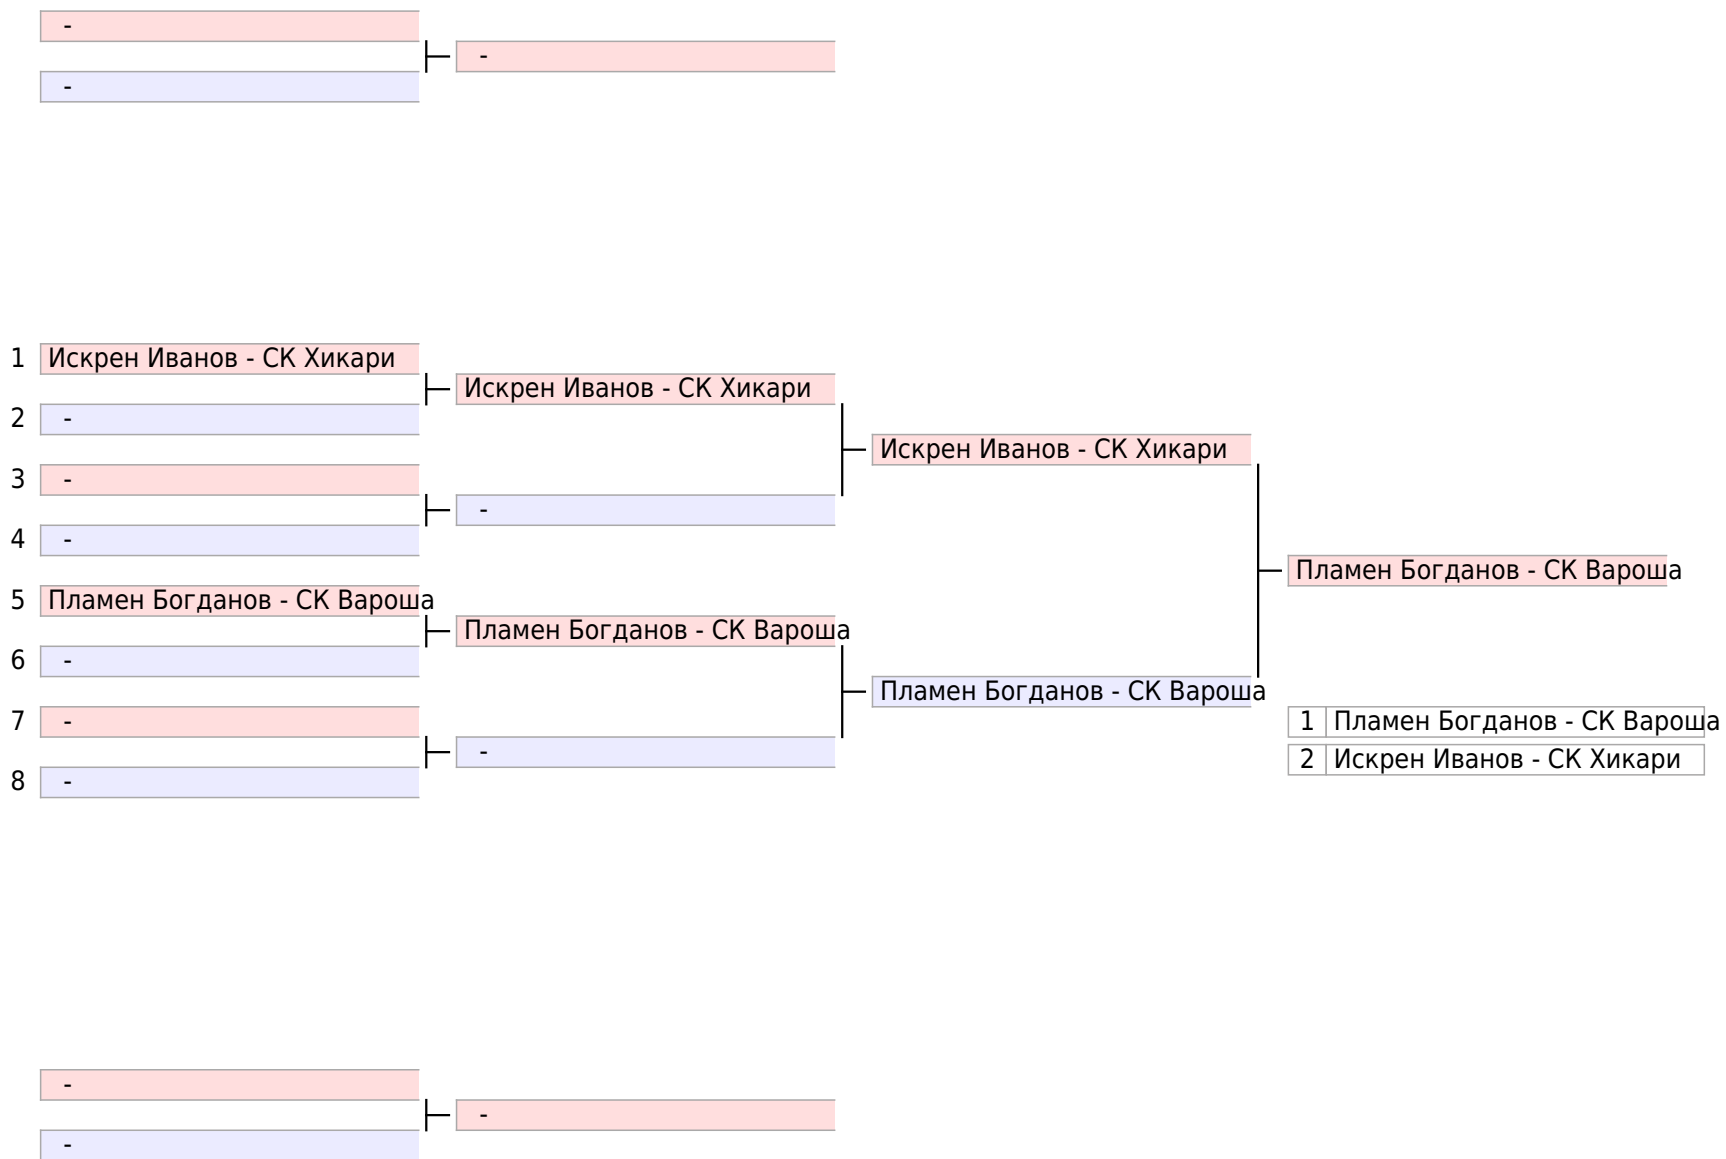 -
-
-
1 Искрен Иванов - СК Хикари
Искрен Иванов - СК Хикари
2 -
Искрен Иванов - СК Хикари
3 -
-
4 -
Пламен Богданов - СК Вароша
5 Пламен Богданов - СК Вароша
Пламен Богданов - СК Вароша
6 -
Пламен Богданов - СК Вароша
7 -
1 Пламен Богданов - СК Вароша
-
2 Искрен Иванов - СК Хикари
8 -
-
-
-